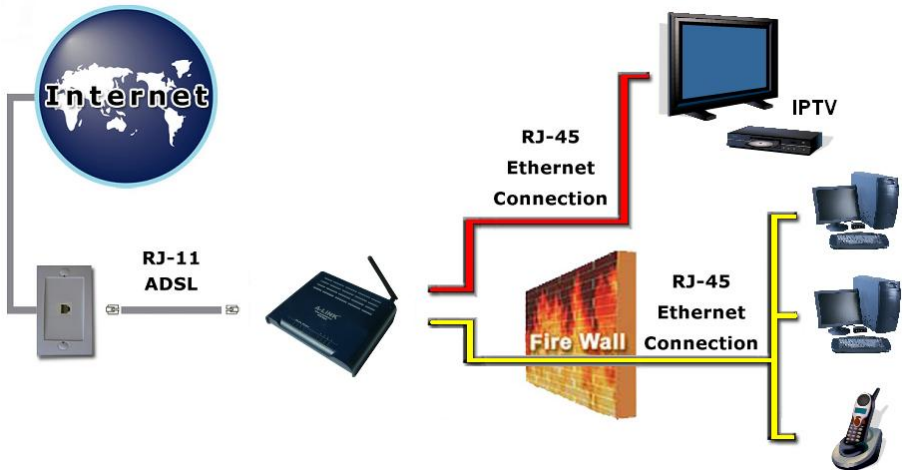 Internet
RJ-11
ADSL
RJ-45
Ethernet
Connection
IPTV
Fire Wall
RJ-45
Ethernet
Connection